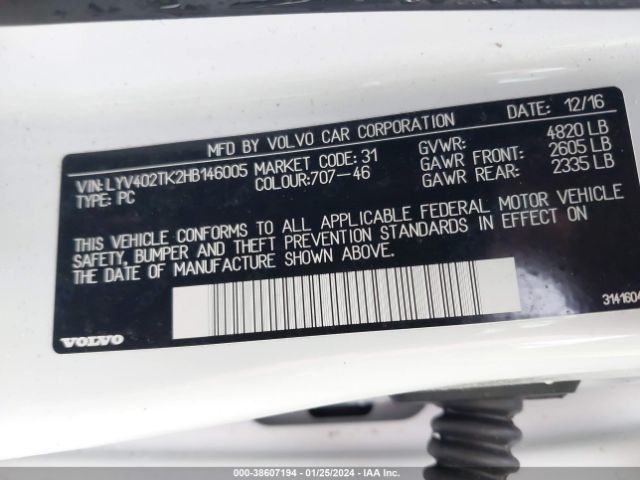 MFD BY VOLVO CAR CORPORATION DATE: 12/16
VIN: LYV402TK2HB146005 MARKET CODE: 31 GVWR: 4820 LB
TYPE: PC COLOUR:707-46 GAWR FRONT: 2605 LB
GAWR REAR: 2335 LB
THIS VEHICLE CONFORMS TO ALL APPLICABLE FEDERAL MOTOR VEHICLE
SAFETY, BUMPER AND THEFT PREVENTION STANDARDS IN EFFECT ON
THE DATE OF MANUFACTURE SHOWN ABOVE.
3141604
VOLVO
000-38607194 - 01/25/2024 - IAAI.com